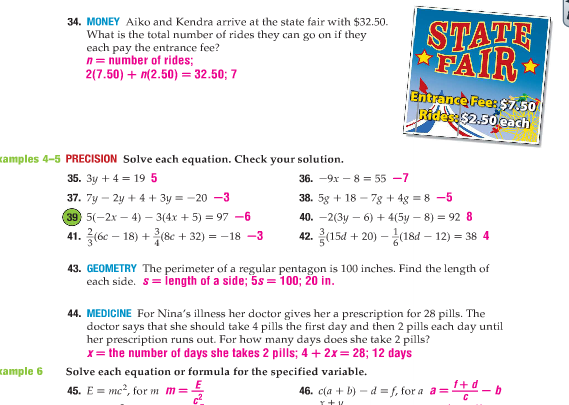 34. MONEY Aiko and Kendra arrive at the state fair with $32.50.
What is the total number of rides they can go on if they
each pay the entrance fee?
n = number of rides;
2(7.50) + n(2.50) = 32.50; 7
STATE
FAIR
Entrance Fee: $7.50
Rides: $2.50 each
xamples 4–5 PRECISION Solve each equation. Check your solution.
35. 3y + 4 = 19 5
36. −9x − 8 = 55 −7
37. 7y − 2y + 4 + 3y = −20 −3
38. 5g + 18 − 7g + 4g = 8 −5
39 5(−2x − 4) − 3(4x + 5) = 97 −6
40. −2(3y − 6) + 4(5y − 8) = 92 8
41. 2/3(6c − 18) + 3/4(8c + 32) = −18 −3
42. 3/5(15d + 20) − 1/6(18d − 12) = 38 4
43. GEOMETRY The perimeter of a regular pentagon is 100 inches. Find the length of
each side. s = length of a side; 5s = 100; 20 in.
44. MEDICINE For Nina's illness her doctor gives her a prescription for 28 pills. The
doctor says that she should take 4 pills the first day and then 2 pills each day until
her prescription runs out. For how many days does she take 2 pills?
x = the number of days she takes 2 pills; 4 + 2x = 28; 12 days
xample 6 Solve each equation or formula for the specified variable.
45. E = mc², for m m = E/c²
46. c(a + b) − d = f, for a a = (f + d)/c − b